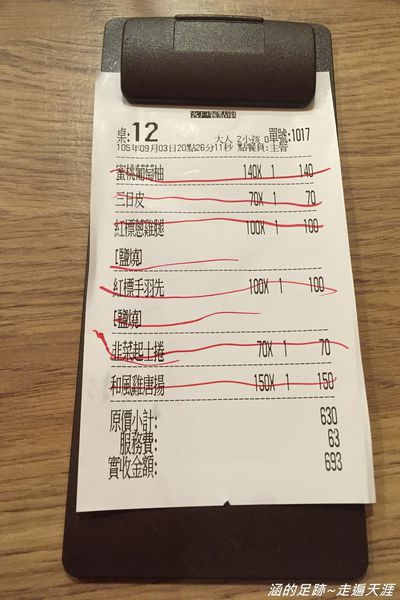 桌:12 大人 2小孩 0單號:1017
105年09月03日20點26分11秒 點餐員:主管
蜜桃葡萄柚 140X 1 140
三日皮 70X 1 70
紅標蔥雞腿 100X 1 100
[鹽燒]
紅標手羽先 100X 1 100
[鹽燒]
韭菜起士捲 70X 1 70
和風雞唐揚 150X 1 150
原價小計: 630
服務費: 63
實收金額: 693
涵的足跡~走遍天涯